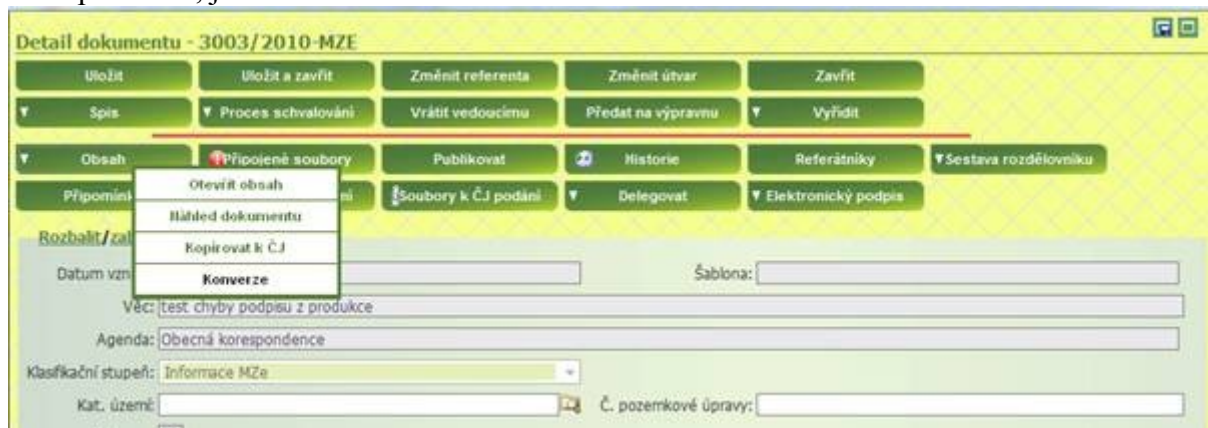 Detail dokumentu - 3003/2010-MZE
Uložit Uložit a zavřít Změnit referenta Změnit útvar Zavřít
Spis Proces schvalování Vrátit vedoucímu Předat na výpravnu Vyřídit
Obsah Připojené soubory Publikovat Historie Referátníky Sestava rozdělovníku
Otevřít obsah
Soubory k ČJ podání Delegovat Elektronický podpis
Náhled dokumentu
Rozbalit/
Kopírovat k ČJ
Datum Šablona:
Konverze
Věc: test chyby podpisu z produkce
Agenda: Obecná korespondence
Klasifikační stupeň: Informace MZe
Kat. území: Č. pozemkové úpravy: